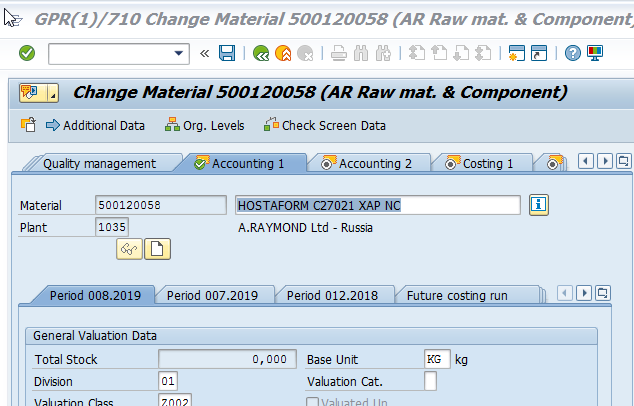 GPR(1)/710 Change Material 500120058 (AR Raw mat. & Component)
Change Material 500120058 (AR Raw mat. & Component)
Additional Data Org. Levels Check Screen Data
Quality management Accounting 1 Accounting 2 Costing 1
Material 500120058 HOSTAFORM C27021 XAP NC
Plant 1035 A.RAYMOND Ltd - Russia
Period 008.2019 Period 007.2019 Period 012.2018 Future costing run
General Valuation Data
Total Stock 0,000 Base Unit KG kg
Division 01 Valuation Cat.
Valuation Class Z002 Valuated Un